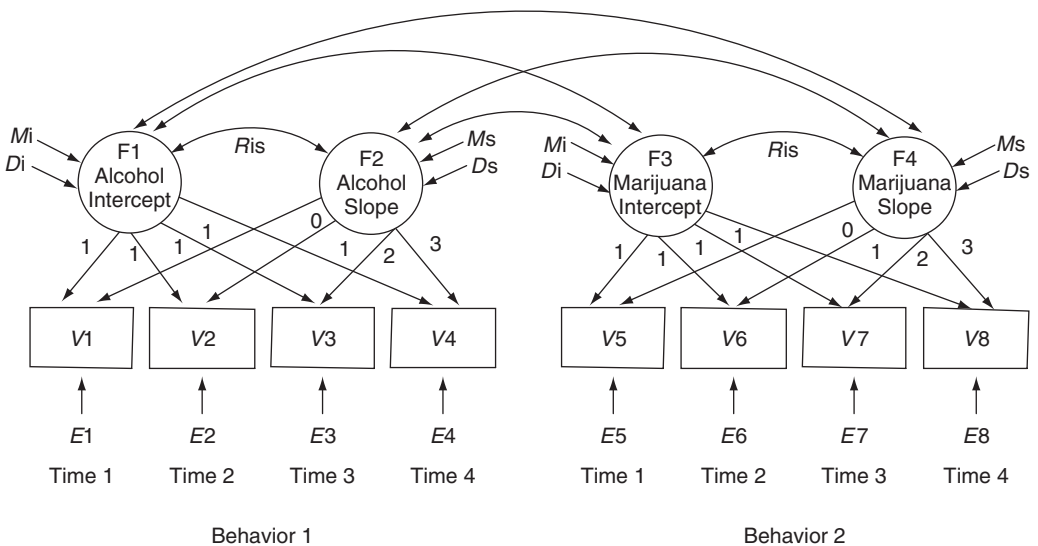 Mi
Di
F1
Alcohol
Intercept
Ris
F2
Alcohol
Slope
Ms
Ds
Mi
Di
F3
Marijuana
Intercept
Ris
F4
Marijuana
Slope
Ms
Ds
1 1 1 1 0 1 2 3
1 1 1 1 0 1 2 3
V1 V2 V3 V4 V5 V6 V7 V8
E1 E2 E3 E4 E5 E6 E7 E8
Time 1 Time 2 Time 3 Time 4 Time 1 Time 2 Time 3 Time 4
Behavior 1 Behavior 2